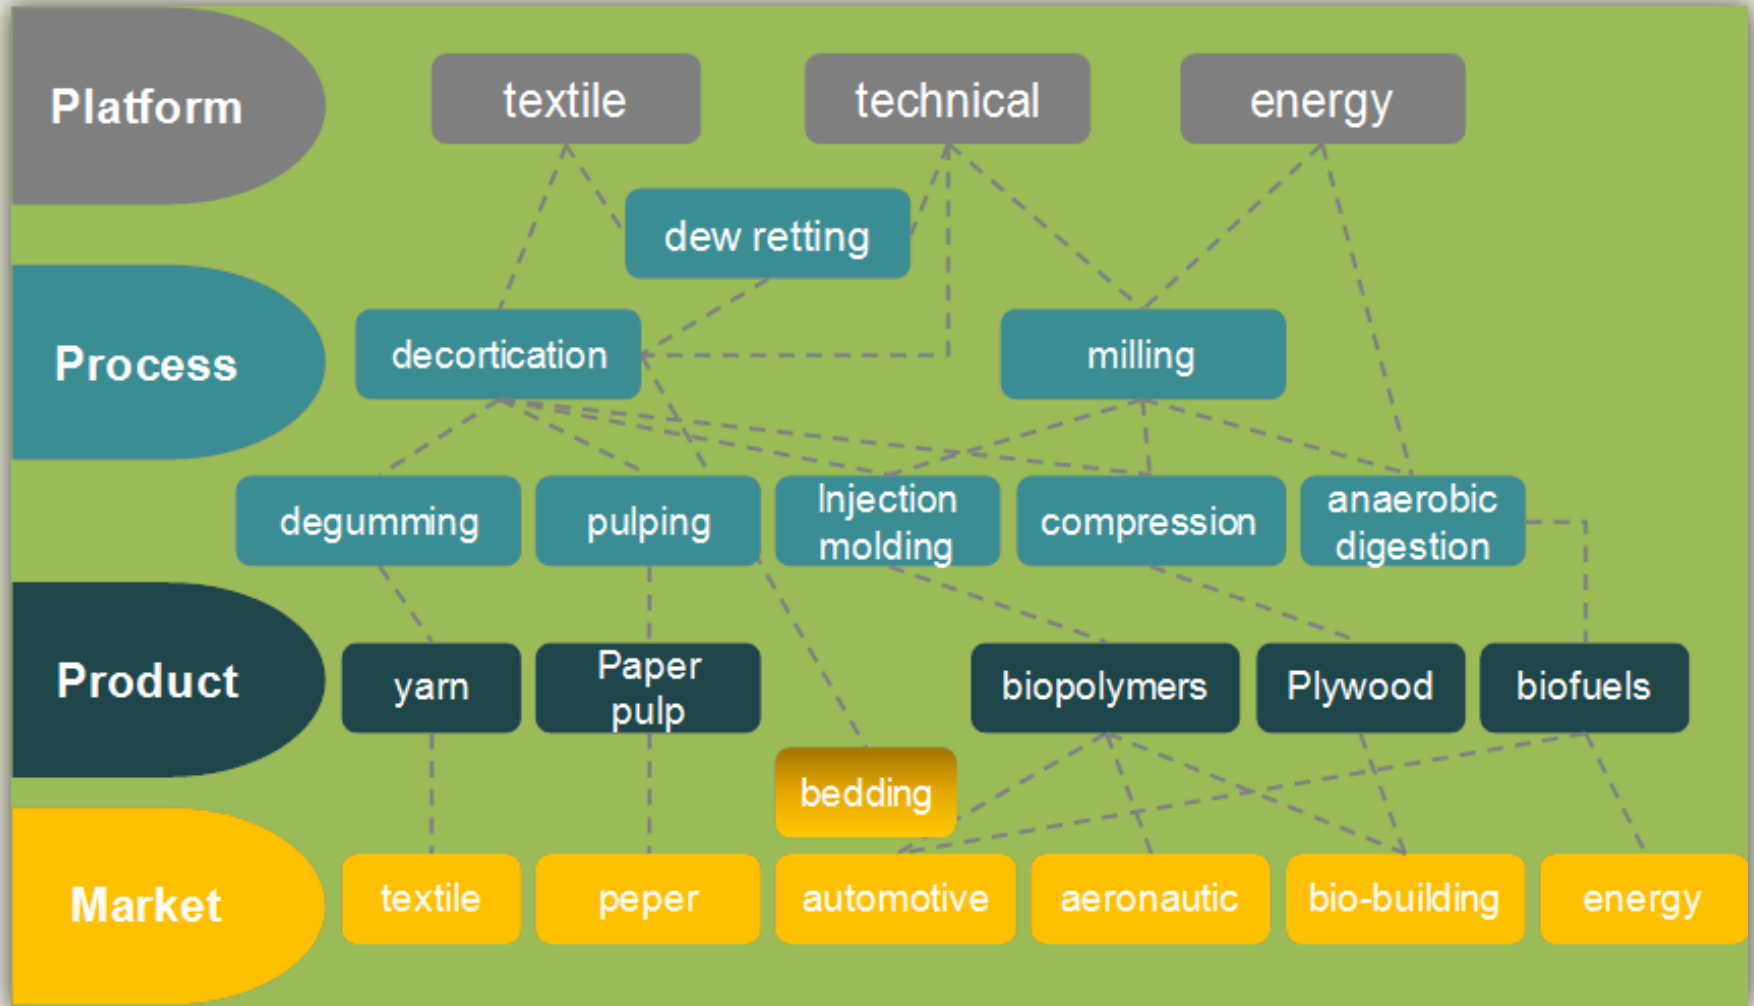 Platform
textile
technical
energy
dew retting
Process
decortication
milling
degumming
pulping
Injection
molding
compression
anaerobic
digestion
Product
yarn
Paper
pulp
biopolymers
Plywood
biofuels
bedding
Market
textile
peper
automotive
aeronautic
bio-building
energy